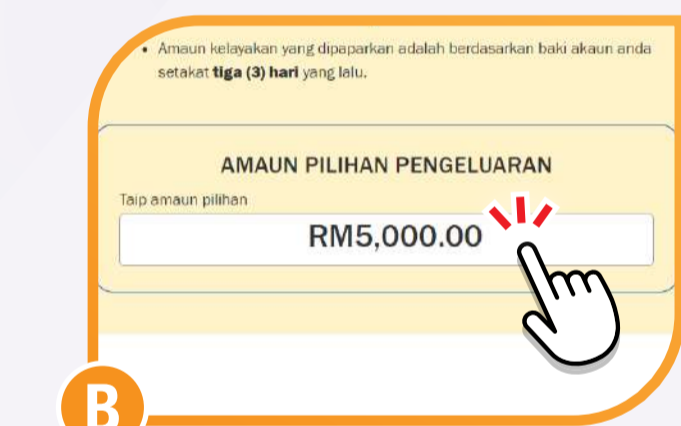 • Amaun kelayakan yang dipaparkan adalah berdasarkan baki akaun anda
setakat tiga (3) hari yang lalu.
AMAUN PILIHAN PENGELUARAN
Taip amaun pilihan
RM5,000.00
B